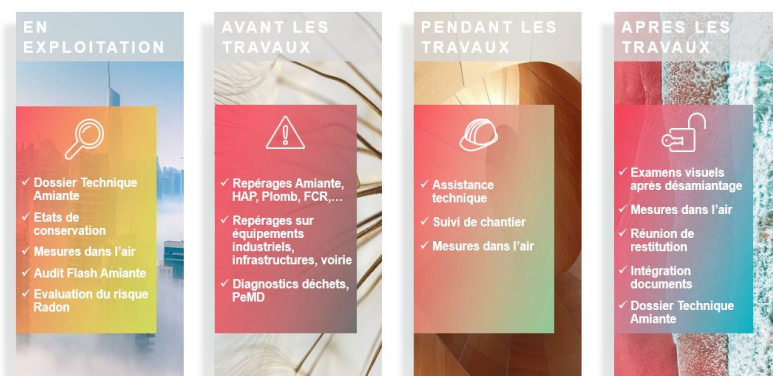 EN
EXPLOITATION
✓ Dossier Technique
Amiante
✓ Etats de
conservation
✓ Mesures dans l'air
✓ Audit Flash Amiante
✓ Evaluation du risque
Radon
AVANT LES
TRAVAUX
✓ Repérages Amiante,
HAP, Plomb, FCR,...
✓ Repérages sur
équipements
industriels,
infrastructures, voirie
✓ Diagnostics déchets,
PeMD
PENDANT LES
TRAVAUX
✓ Assistance
technique
✓ Suivi de chantier
✓ Mesures dans l'air
APRES LES
TRAVAUX
✓ Examens visuels
après désamiantage
✓ Mesures dans l'air
✓ Réunion de
restitution
✓ Intégration
documents
✓ Dossier Technique
Amiante